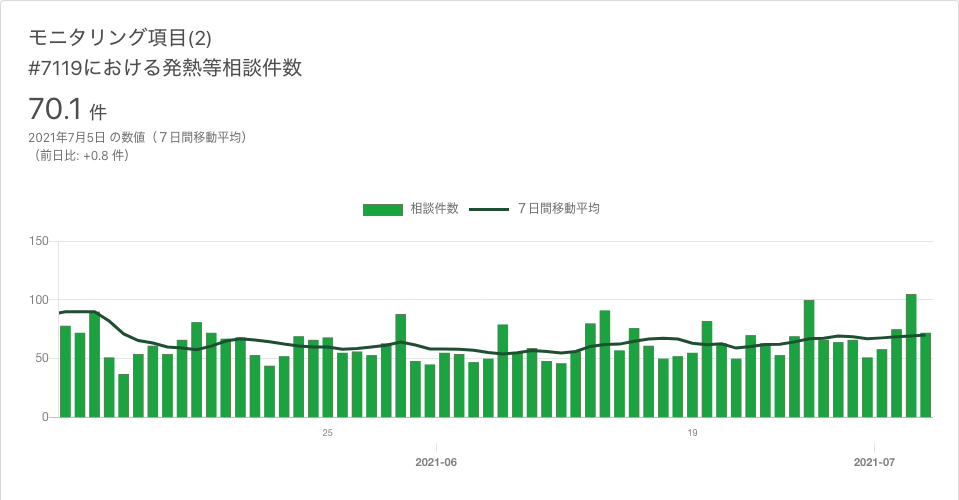 モニタリング項目(2)
#7119における発熱等相談件数
70.1 件
2021年7月5日 の数値（７日間移動平均）
（前日比: +0.8 件）
相談件数 ７日間移動平均
150
100
50
0
25 19
2021-06 2021-07